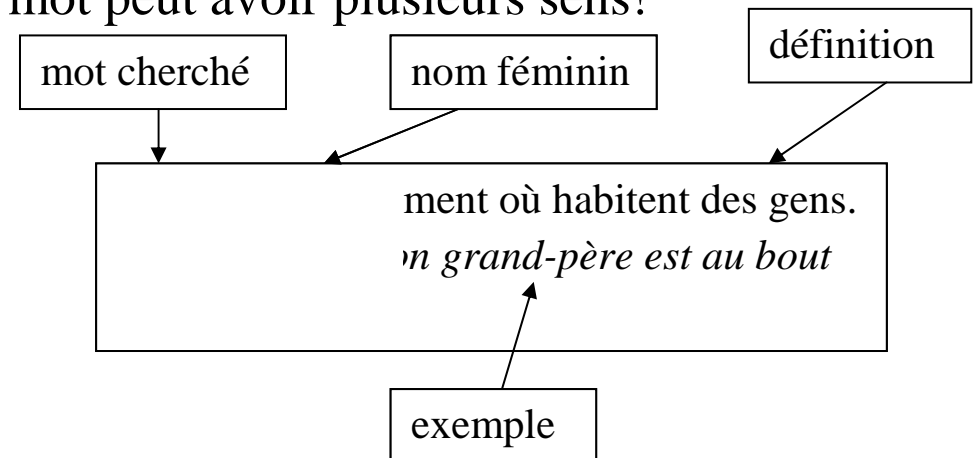 mot peut avoir plusieurs sens!
définition
mot cherché
nom féminin
ment où habitent des gens.
grand-père est au bout
exemple